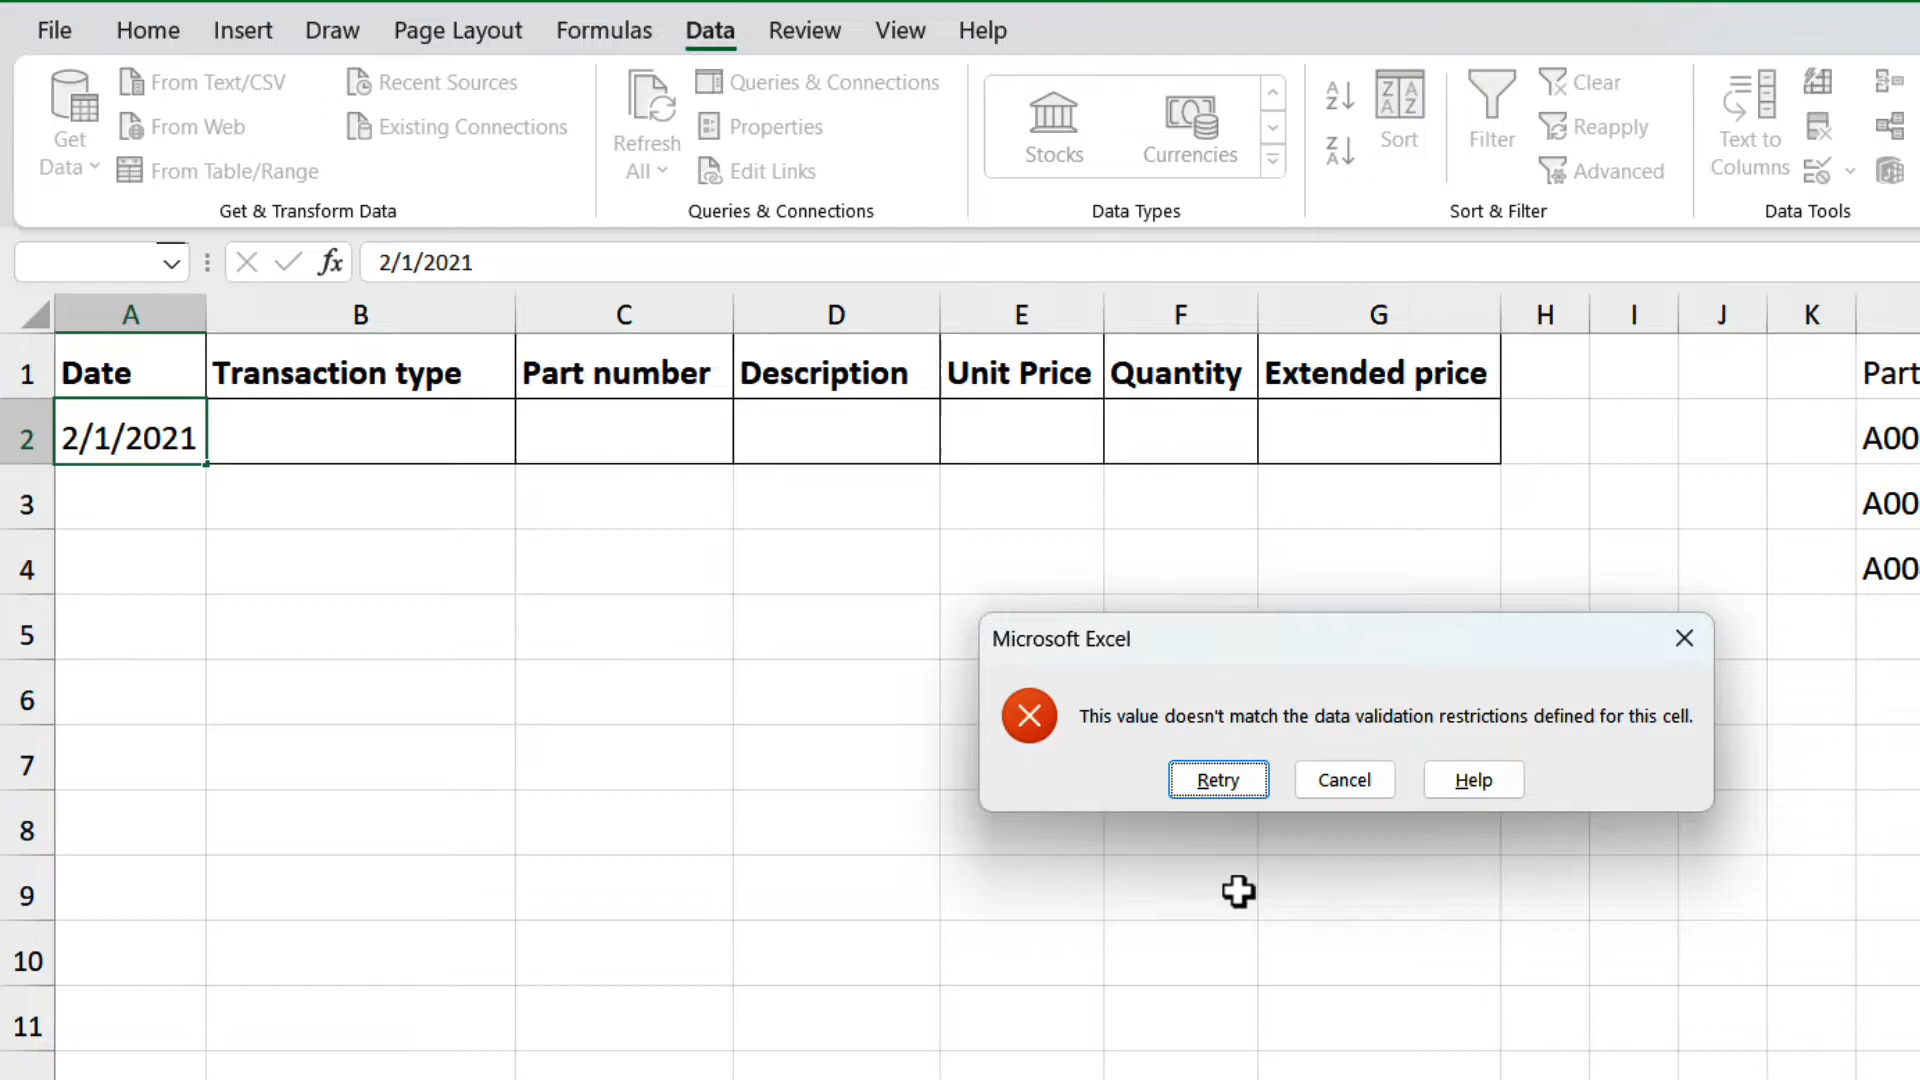 File Home Insert Draw Page Layout Formulas Data Review View Help
Get Data
From Text/CSV
From Web
From Table/Range
Recent Sources
Existing Connections
Get & Transform Data
Refresh All
Queries & Connections
Properties
Edit Links
Queries & Connections
Stocks
Currencies
Data Types
Sort
Filter
Clear
Reapply
Advanced
Sort & Filter
Text to Columns
Data Tools
fx 2/1/2021
A B C D E F G H I J K
1 Date Transaction type Part number Description Unit Price Quantity Extended price Part
2 2/1/2021 A00
3 A00
4 A00
5
6
7
8
9
10
11
Microsoft Excel
This value doesn't match the data validation restrictions defined for this cell.
Retry Cancel Help